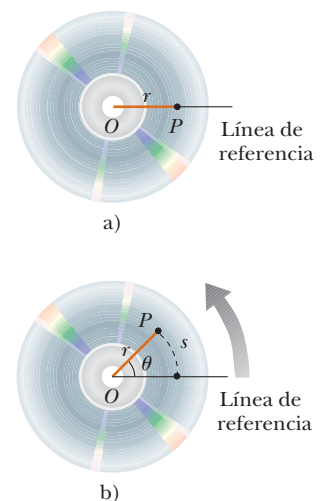 r
O
P
Línea de
referencia
a)
P
r
s
θ
O
Línea de
referencia
b)